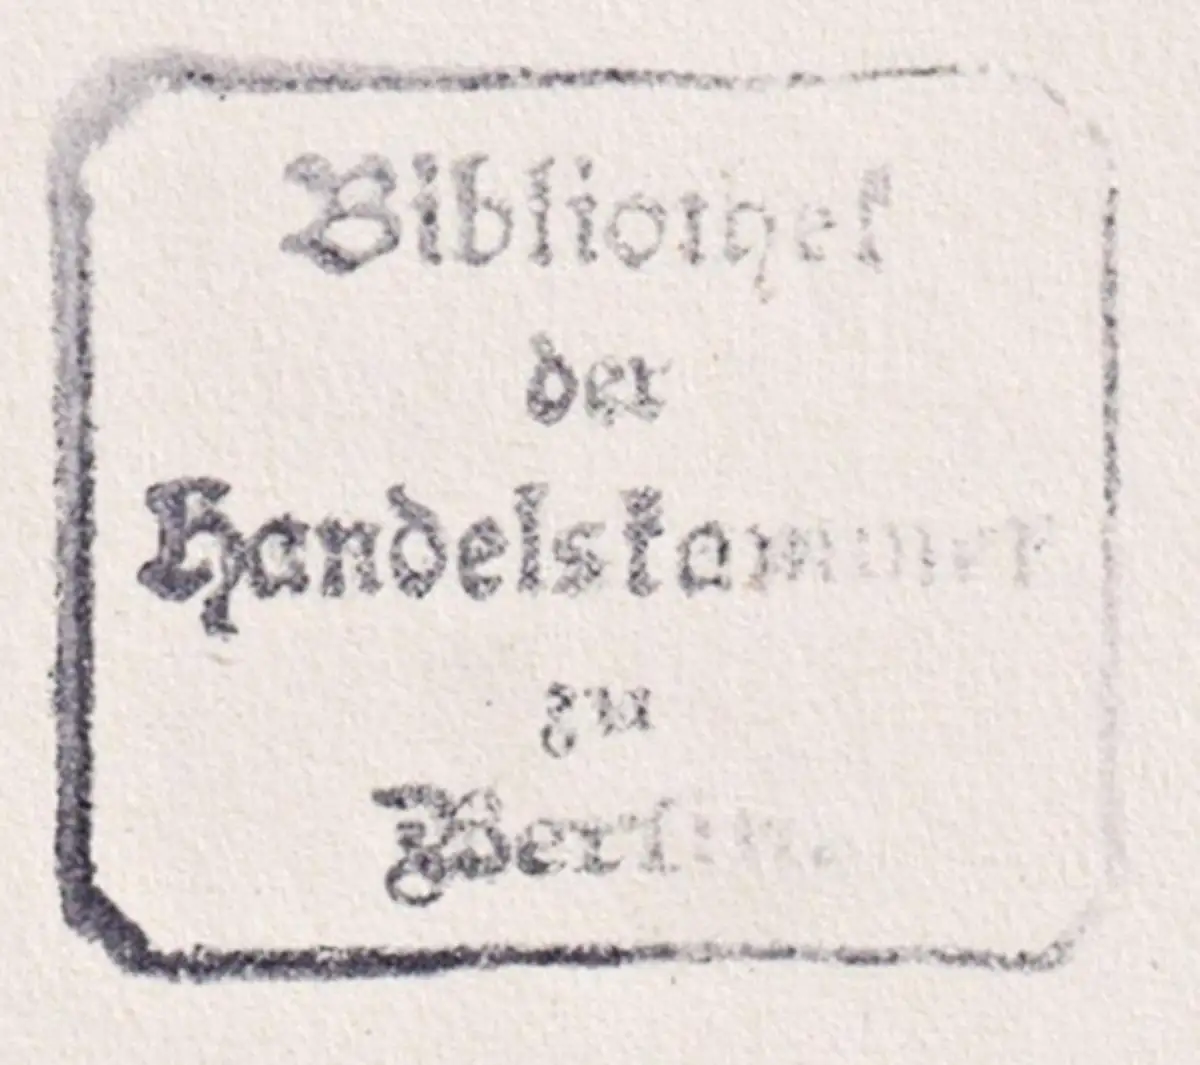 Bibliothek
der
Handelskammer
zu
Berlin.